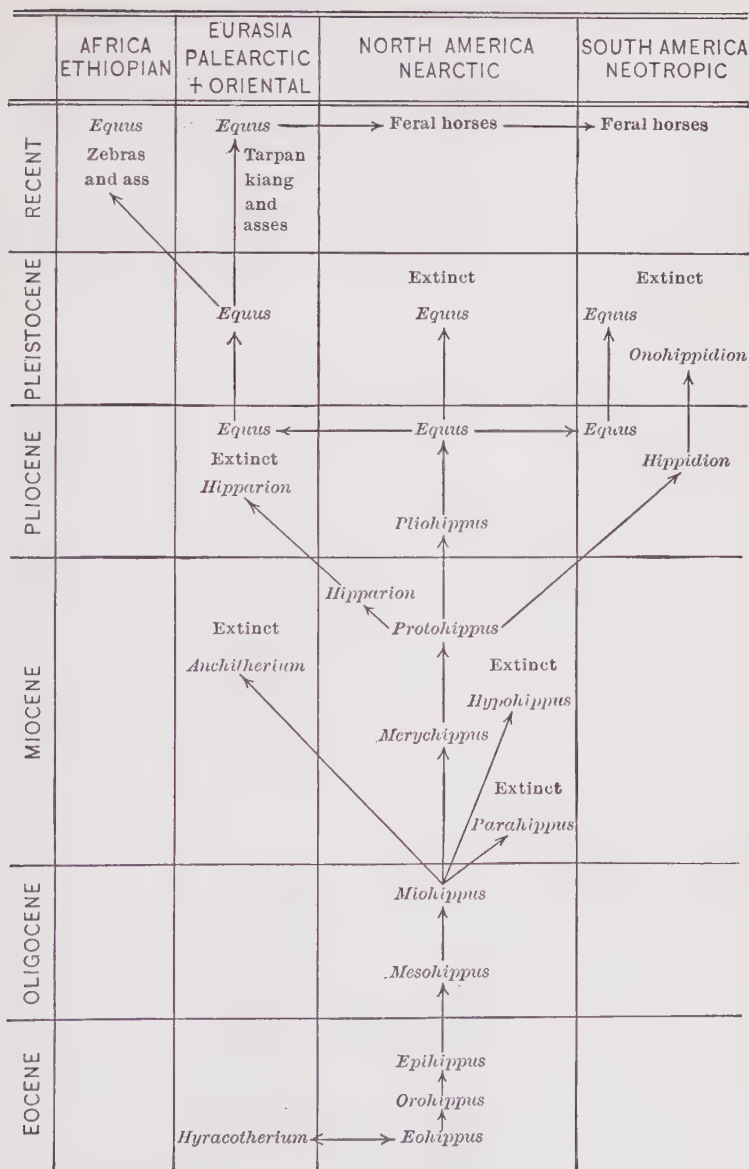 AFRICA
ETHIOPIAN
EURASIA
PALEARCTIC
+ ORIENTAL
NORTH AMERICA
NEARCTIC
SOUTH AMERICA
NEOTROPIC
RECENT
Equus
Zebras
and ass
Equus
Tarpan
kiang
and
asses
Feral horses
Feral horses
PLEISTOCENE
Equus
Extinct
Equus
Extinct
Equus
Onohippidion
PLIOCENE
Equus
Extinct
Hipparion
Equus
Pliohippus
Equus
Hippidion
MIOCENE
Hipparion
Protohippus
Extinct
Anchitherium
Extinct
Hypohippus
Merychippus
Extinct
Parahippus
OLIGOCENE
Miohippus
Mesohippus
EOCENE
Epihippus
Orohippus
Hyracotherium
Eohippus